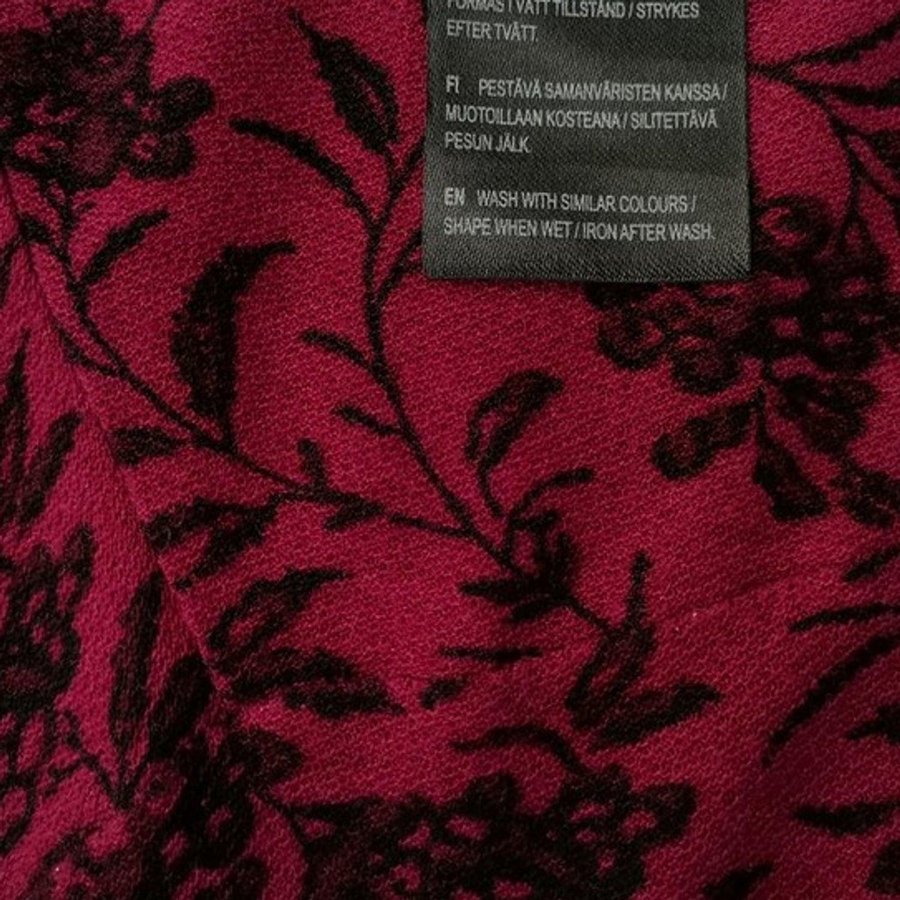 FORMAS I VÅTT TILLSTÅND / STRYKES
EFTER TVÄTT.
FI PESTÄVÄ SAMANVÄRISTEN KANSSA /
MUOTOILLAAN KOSTEANA / SILITETTÄVÄ
PESUN JÄLK.
EN WASH WITH SIMILAR COLOURS /
SHAPE WHEN WET / IRON AFTER WASH.